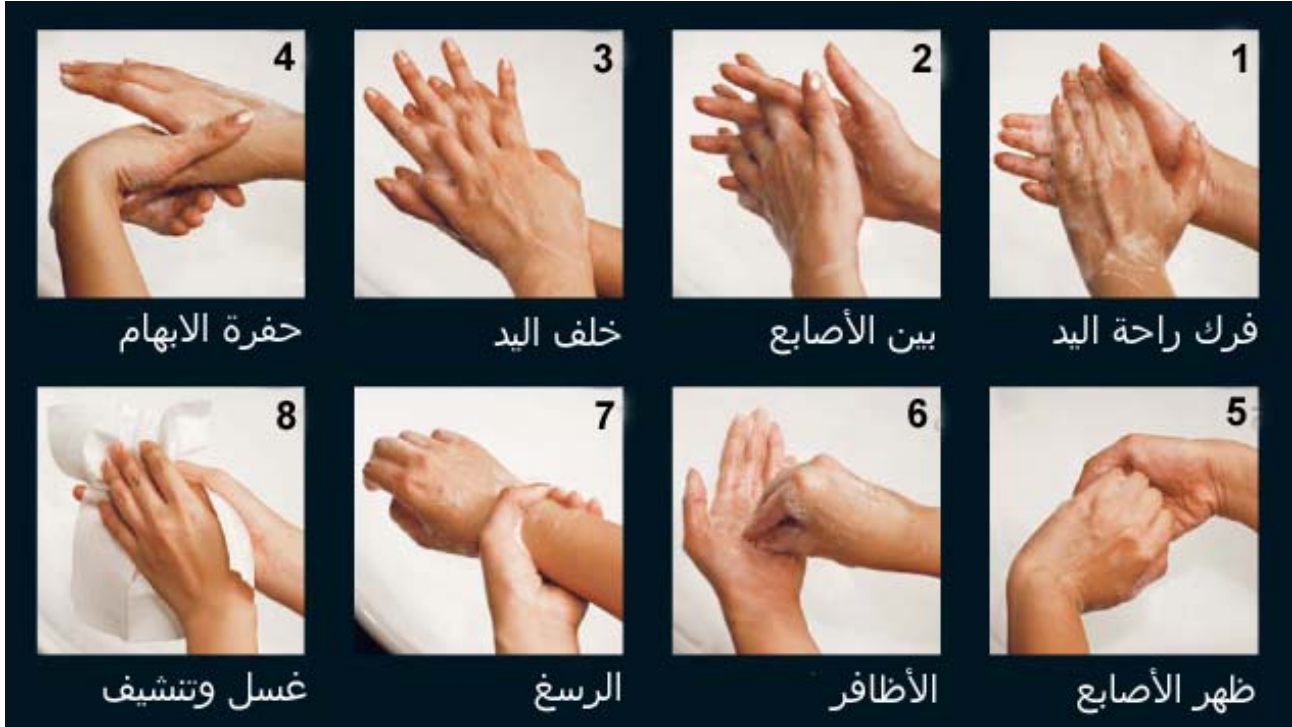 1
فرك راحة اليد
2
بين الأصابع
3
خلف اليد
4
حفرة الابهام
5
ظهر الأصابع
6
الأظافر
7
الرسغ
8
غسل وتنشيف